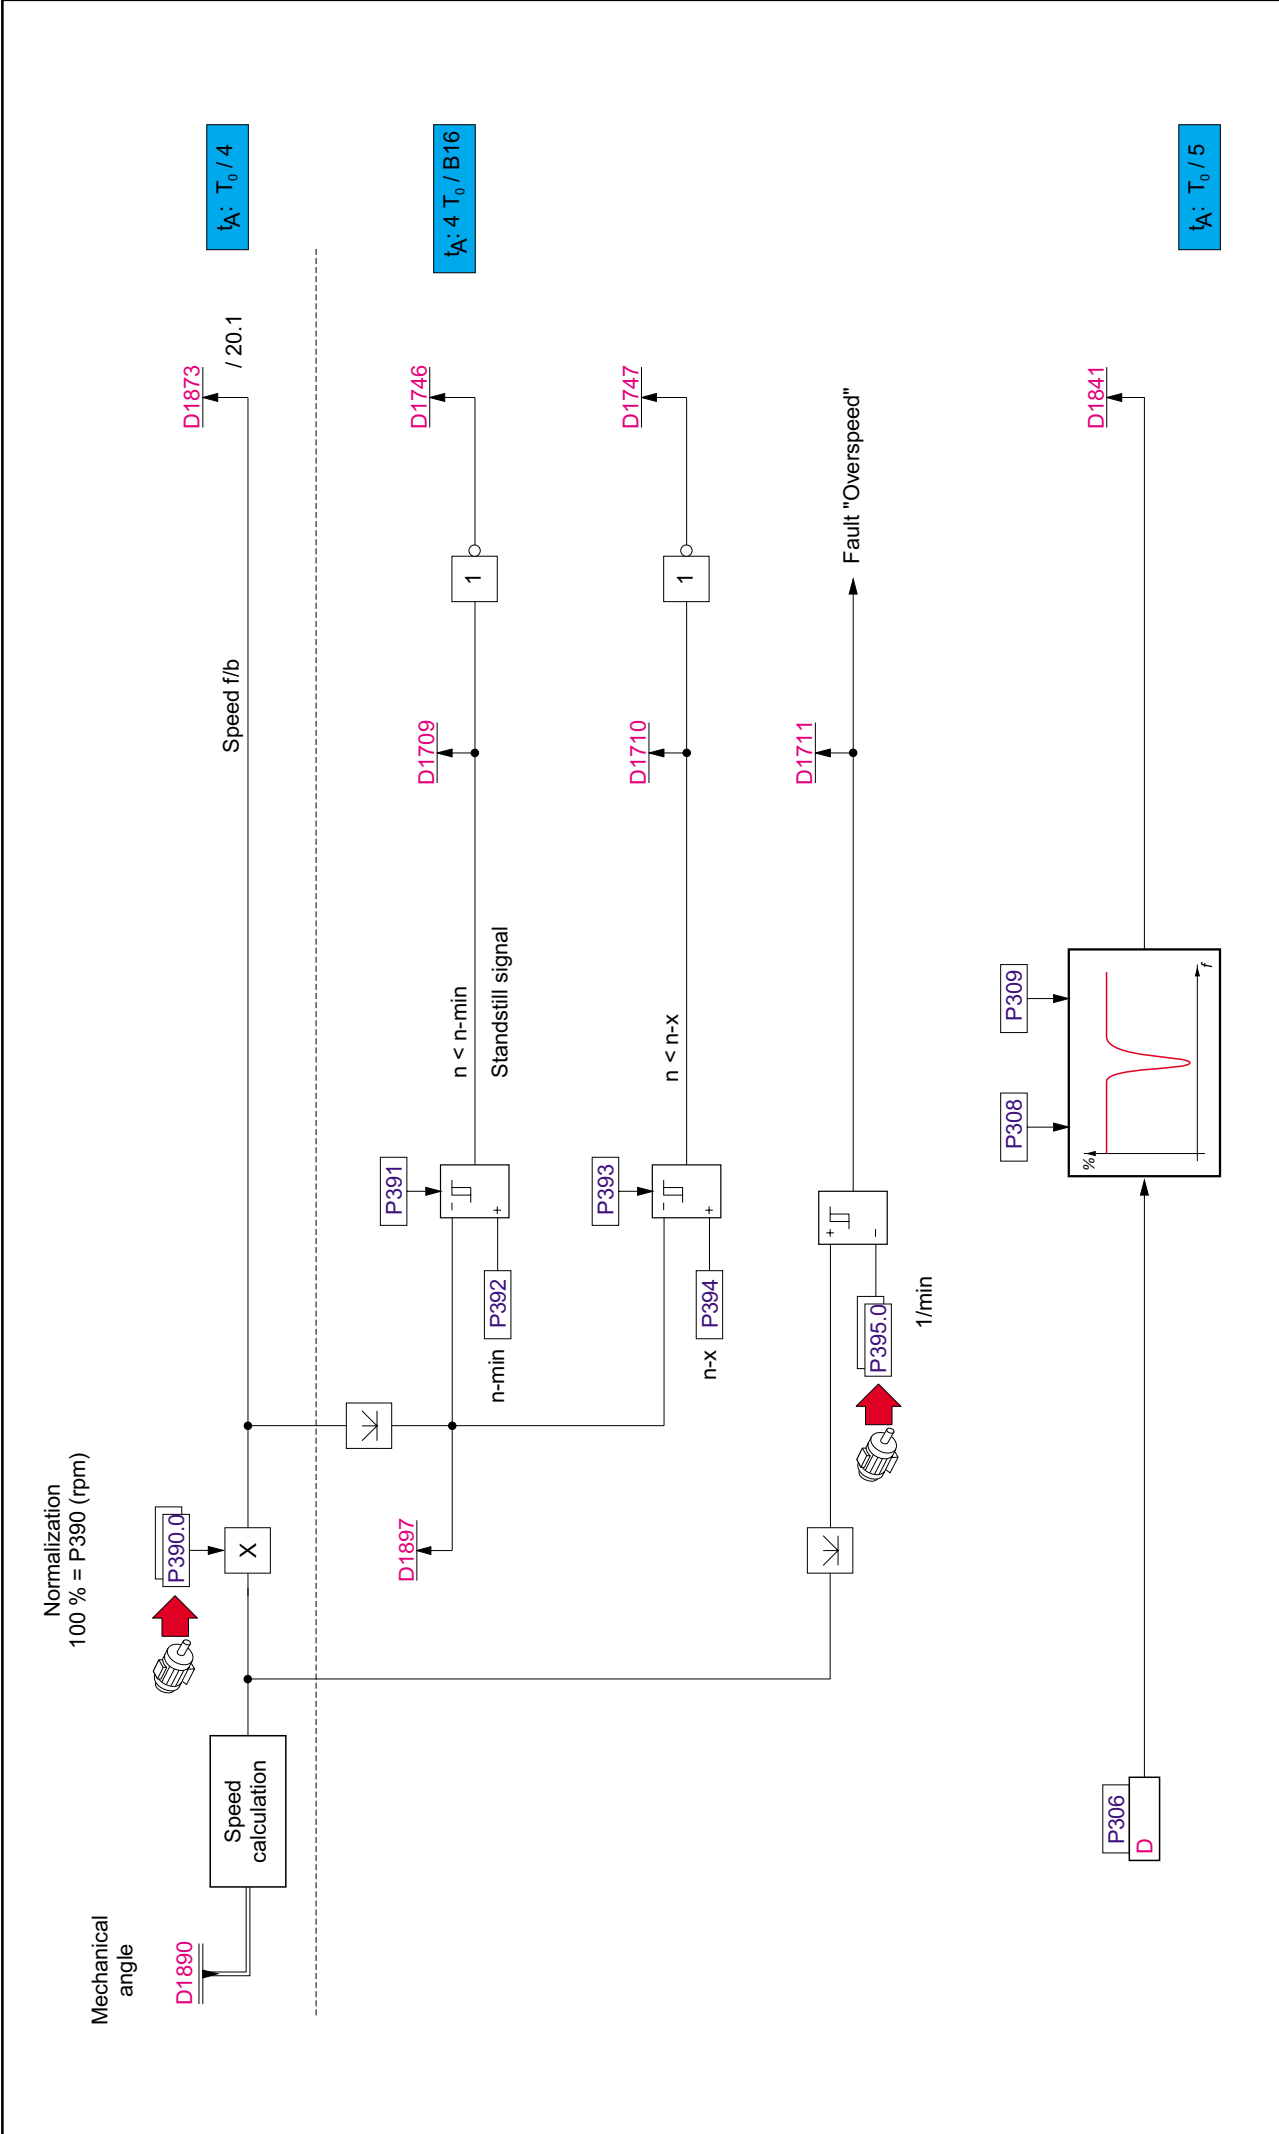 Normalization
100 % = P390 (rpm)
Mechanical
angle
D1890
Speed
calculation
P390.0
X
Speed f/b
D1873
/ 20.1
tA: T0 / 4
D1897
P391
n < n-min
Standstill signal
- +
n-min
P392
D1709
1
D1746
tA: 4 T0 / B16
P393
n < n-x
- +
n-x
P394
D1710
1
D1747
P395.0
1/min
+ -
D1711
Fault "Overspeed"
P306
D
P308
P309
%
f
D1841
tA: T0 / 5